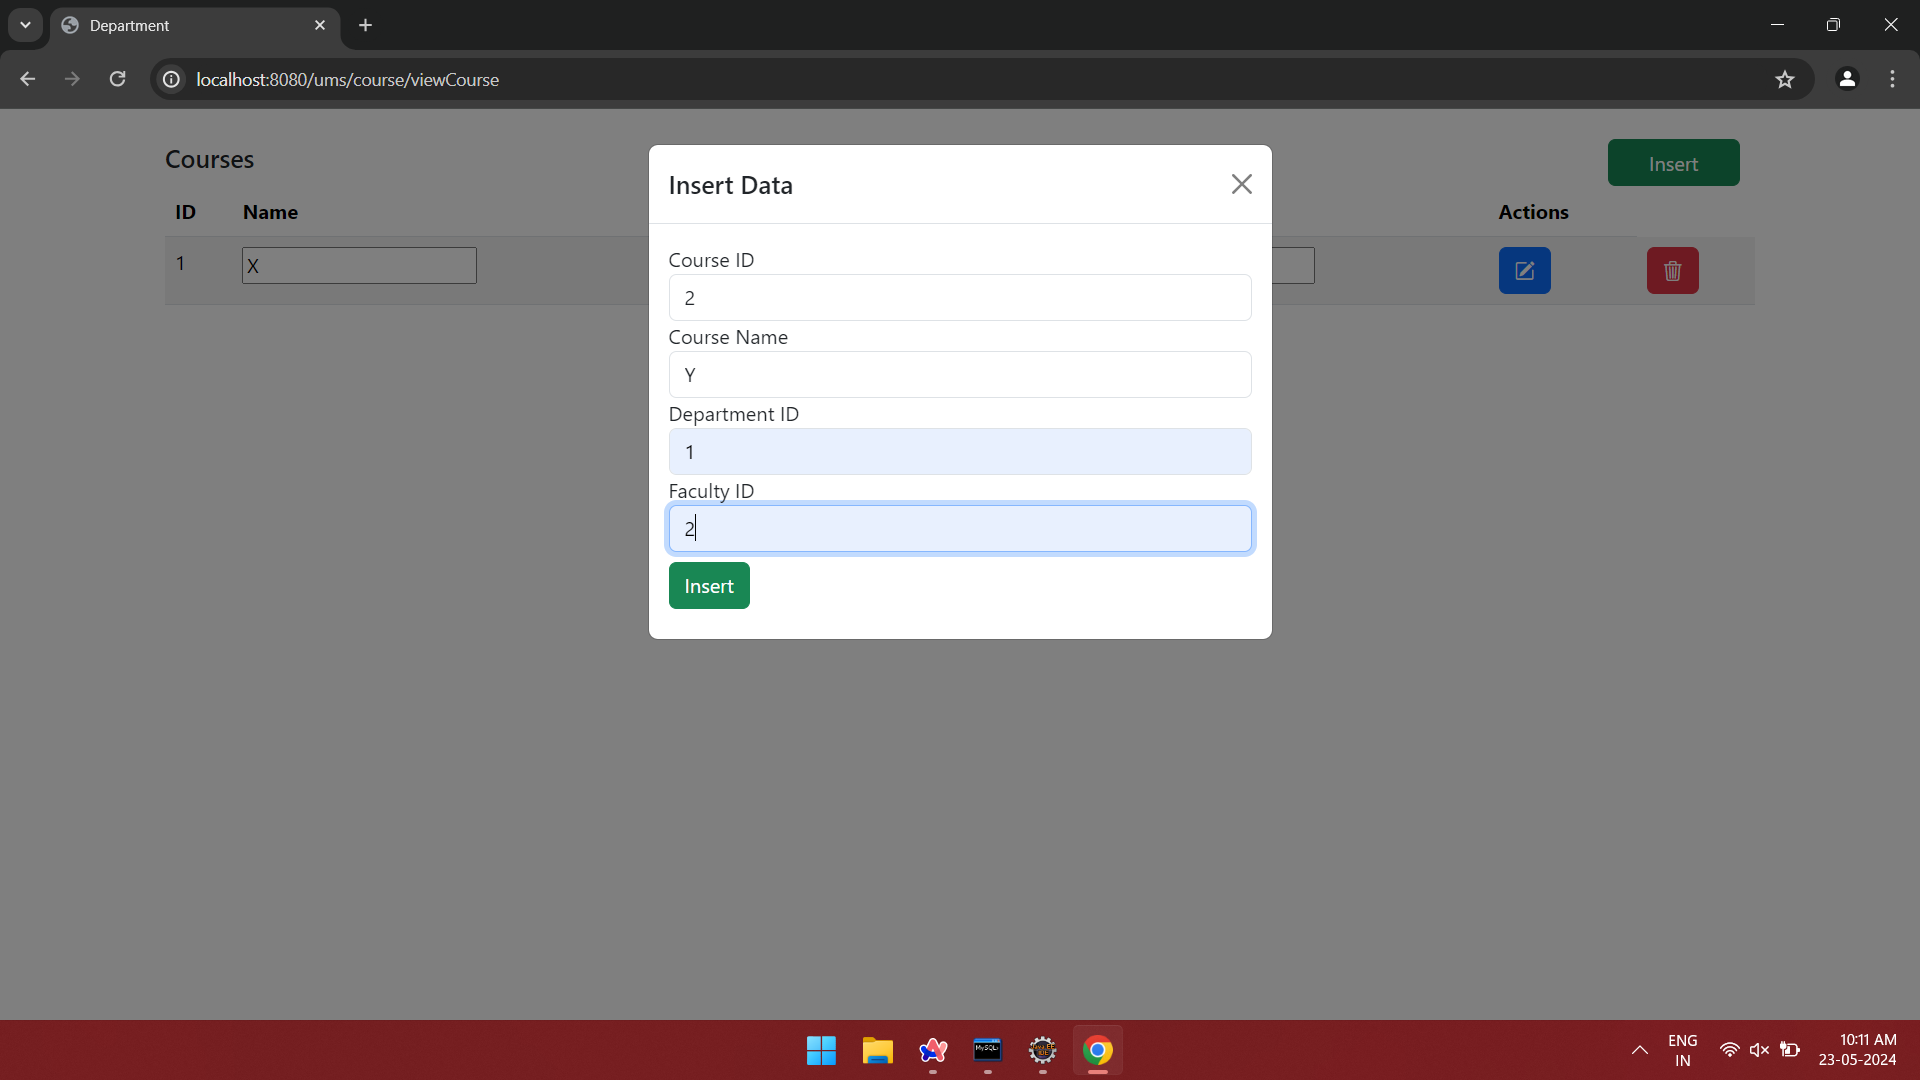 Department
localhost:8080/ums/course/viewCourse
Courses
Insert
ID Name Actions
1 X
Insert Data
Course ID
2
Course Name
Y
Department ID
1
Faculty ID
2
Insert
MySQL
ENG
IN
10:11 AM
23-05-2024